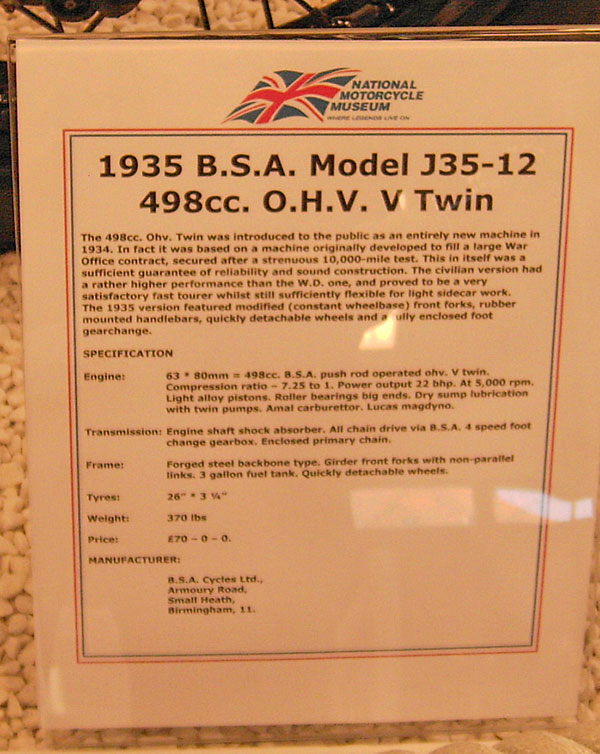 NATIONAL
MOTORCYCLE
MUSEUM
WHERE LEGENDS LIVE ON
1935 B.S.A. Model J35-12
498cc. O.H.V. V Twin
The 498cc. Ohv. Twin was introduced to the public as an entirely new machine in
1934. In fact it was based on a machine originally developed to fill a large War
Office contract, secured after a strenuous 10,000-mile test. This in itself was a
sufficient guarantee of reliability and sound construction. The civilian version had
a rather higher performance than the W.D. one, and proved to be a very
satisfactory fast tourer whilst still sufficiently flexible for light sidecar work.
The 1935 version featured modified (constant wheelbase) front forks, rubber
mounted handlebars, quickly detachable wheels and a fully enclosed foot
gearchange.
SPECIFICATION
Engine: 63 * 80mm = 498cc. B.S.A. push rod operated ohv. V twin.
Compression ratio – 7.25 to 1. Power output 22 bhp. At 5,000 rpm.
Light alloy pistons. Roller bearings big ends. Dry sump lubrication
with twin pumps. Amal carburettor. Lucas magdyno.
Transmission: Engine shaft shock absorber. All chain drive via B.S.A. 4 speed foot
change gearbox. Enclosed primary chain.
Frame: Forged steel backbone type. Girder front forks with non-parallel
links. 3 gallon fuel tank. Quickly detachable wheels.
Tyres: 26" * 3 ¼"
Weight: 370 lbs
Price: £70 – 0 – 0.
MANUFACTURER:
B.S.A. Cycles Ltd.,
Armoury Road,
Small Heath,
Birmingham, 11.